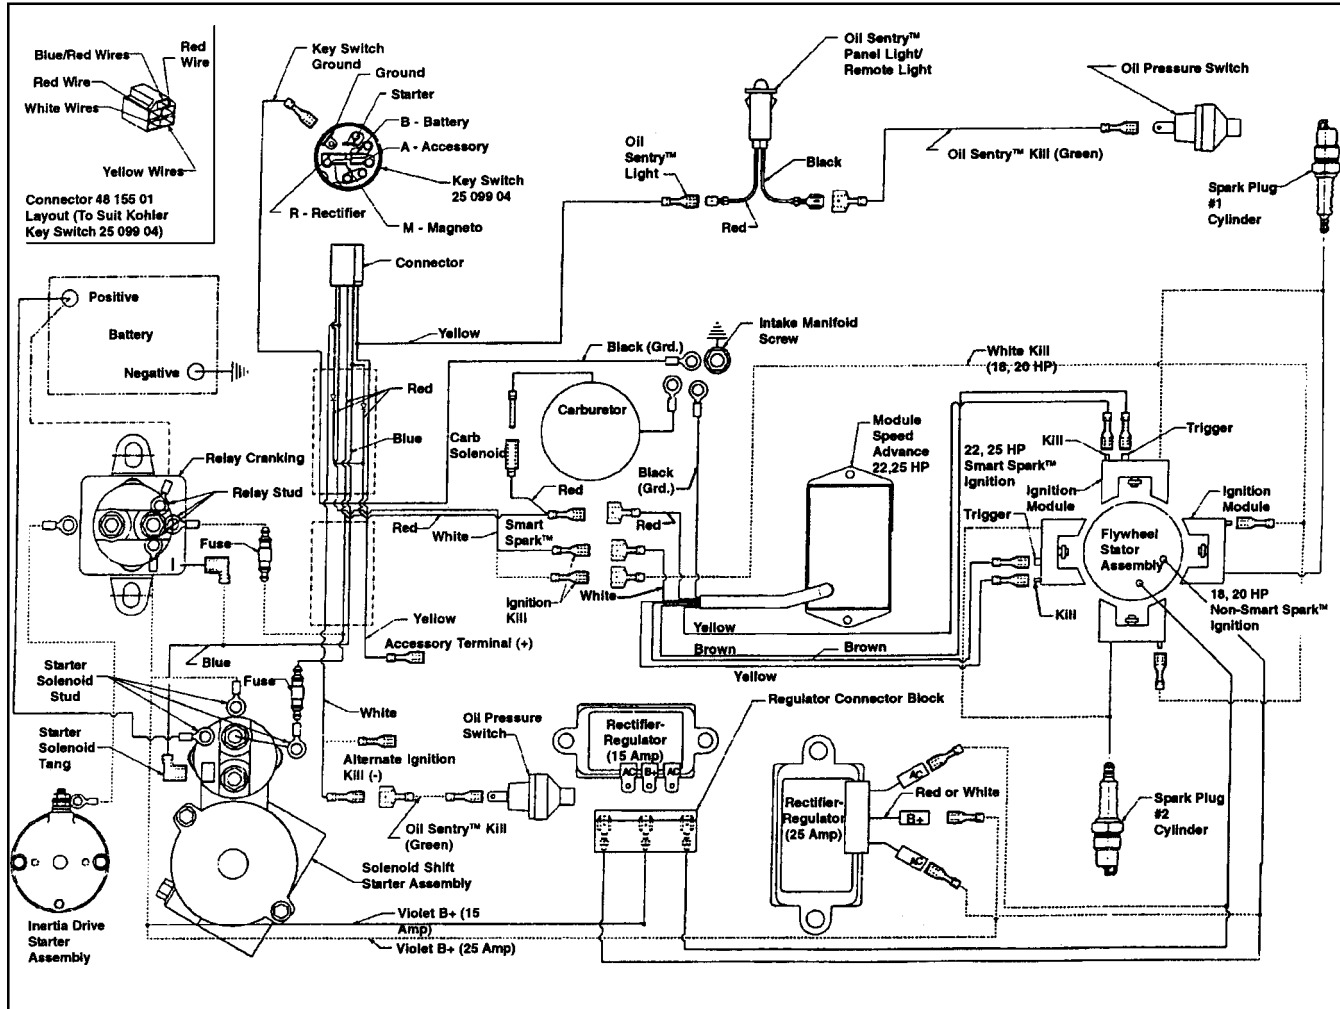 Blue/Red Wires
Red
Wire
Red Wire
White Wires
Yellow Wires
Connector 48 155 01
Layout (To Suit Kohler
Key Switch 25 099 04)
Key Switch
Ground
Ground
Starter
B - Battery
A - Accessory
Key Switch
25 099 04
R - Rectifier
M - Magneto
Connector
Oil Sentry™
Panel Light/
Remote Light
Oil Pressure Switch
Oil
Sentry™
Light
Black
Red
Oil Sentry™ Kill (Green)
Spark Plug
#1
Cylinder
Positive
Battery
Negative
Yellow
Black (Grd.)
Intake Manifold
Screw
White Kill
(18, 20 HP)
Red
Blue
Carburetor
Carb
Solenoid
Black
(Grd.)
Red
Module
Speed
Advance
22,25 HP
Kill
Trigger
22, 25 HP
Smart Spark™
Ignition
Ignition
Module
Ignition
Module
Trigger
Flywheel
Stator
Assembly
Kill
18, 20 HP
Non-Smart Spark™
Ignition
Relay Cranking
Relay Stud
Fuse
Red
White
Smart
Spark™
Red
Ignition
Kill
White
Yellow
Accessory Terminal (+)
Yellow
Brown
Brown
Yellow
Blue
Starter
Solenoid
Stud
Fuse
White
Starter
Solenoid
Tang
Alternate Ignition
Kill (-)
Oil Pressure
Switch
Rectifier-
Regulator
(15 Amp)
AC
B+
AC
Regulator Connector Block
Oil Sentry™ Kill
(Green)
Solenoid Shift
Starter Assembly
Rectifier-
Regulator
(25 Amp)
AC
Red or White
B+
AC
Spark Plug
#2
Cylinder
Inertia Drive
Starter
Assembly
Violet B+ (15
Amp)
Violet B+ (25 Amp)